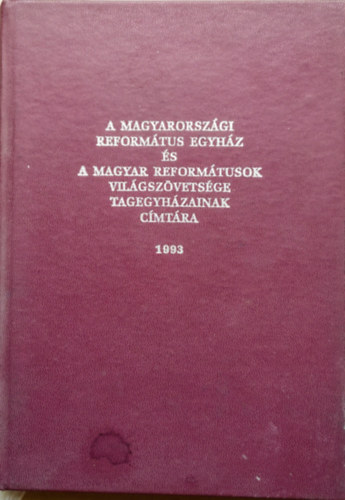 A MAGYARORSZÁGI
REFORMÁTUS EGYHÁZ
ÉS
A MAGYAR REFORMÁTUSOK
VILÁGSZÖVETSÉGE
TAGEGYHÁZAINAK
CÍMTÁRA
1993